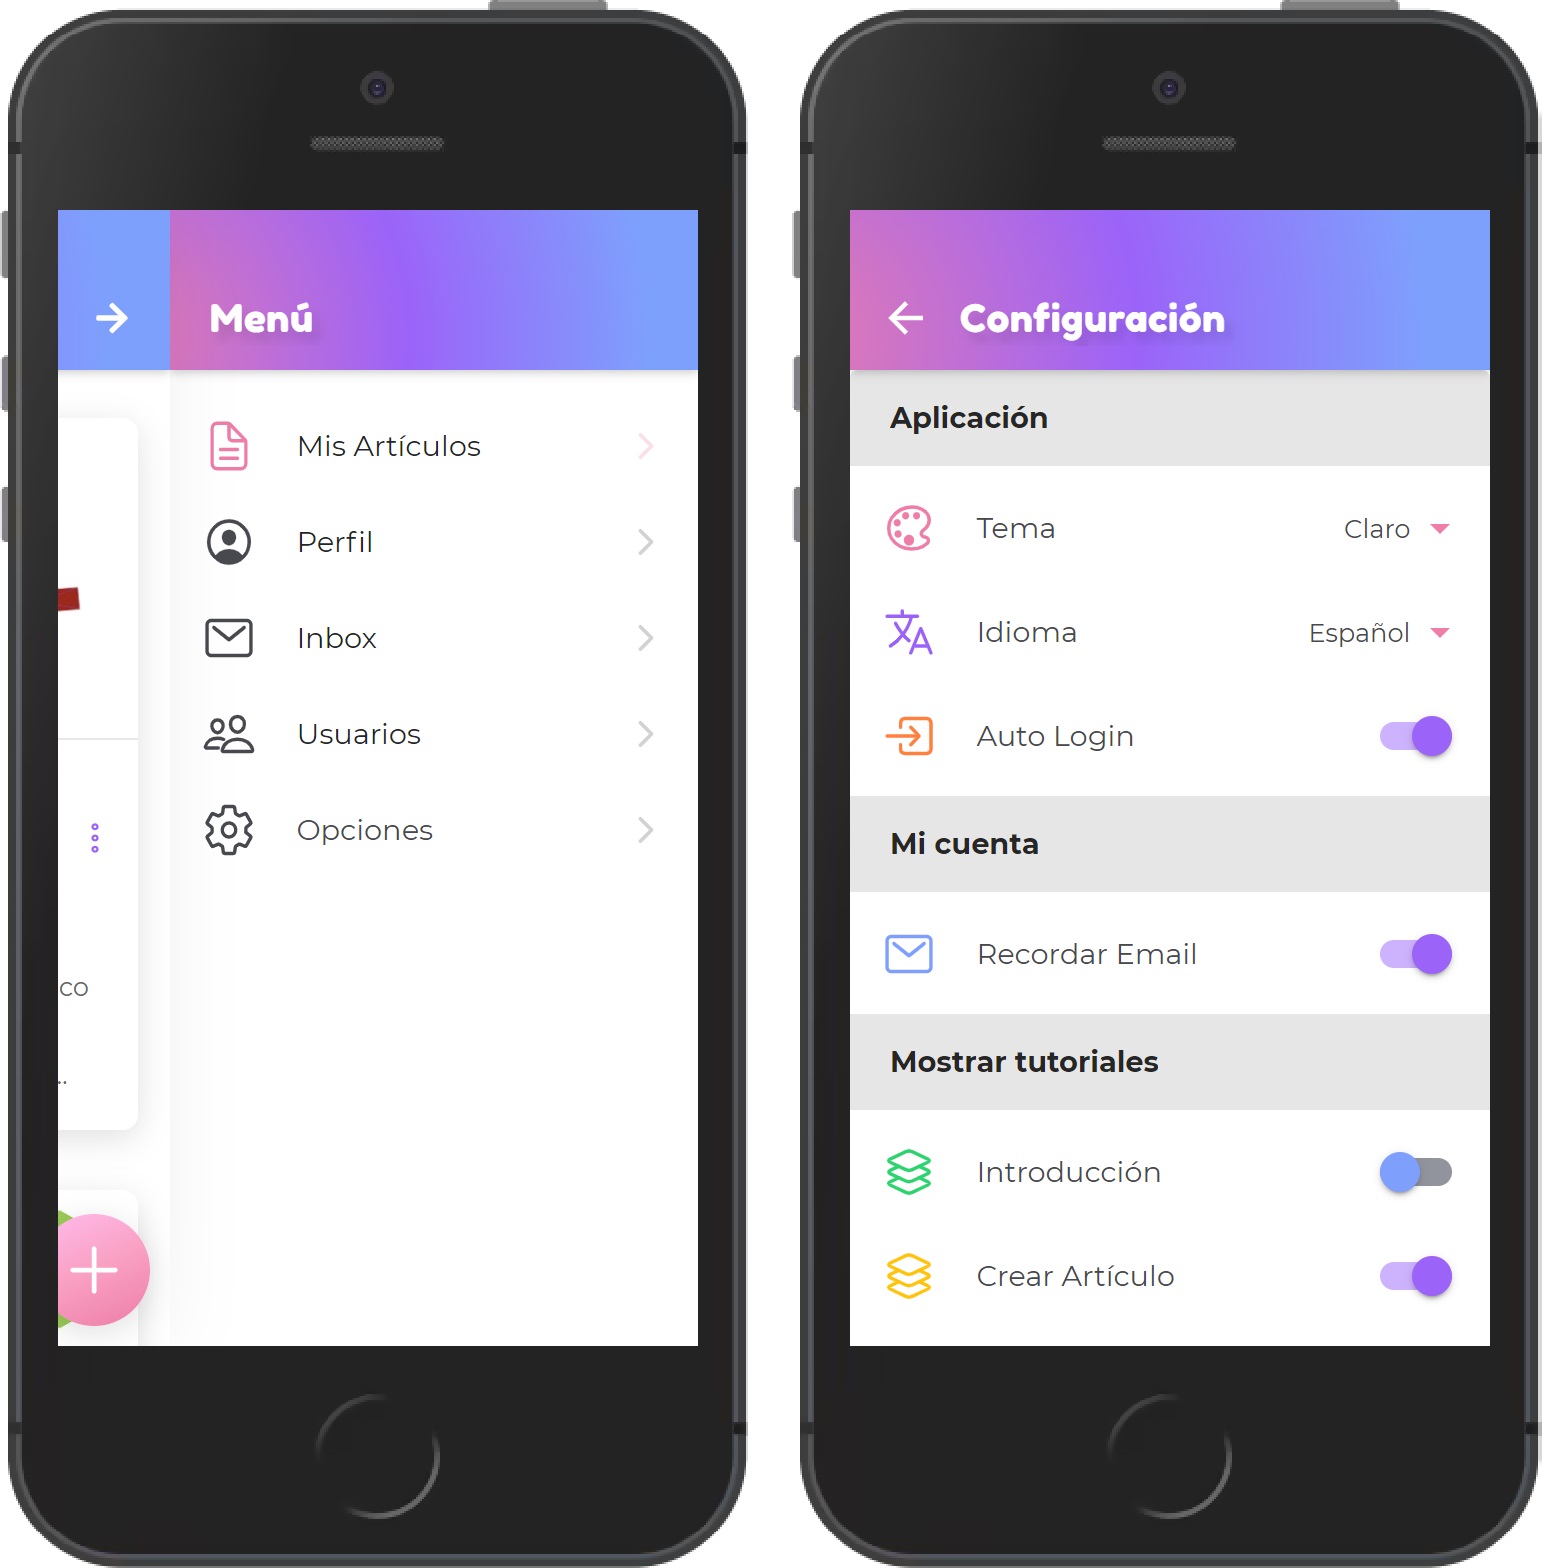 Menú
Mis Artículos
Perfil
Inbox
Usuarios
Opciones
co
..
Configuración
Aplicación
Tema Claro
Idioma Español
Auto Login
Mi cuenta
Recordar Email
Mostrar tutoriales
Introducción
Crear Artículo